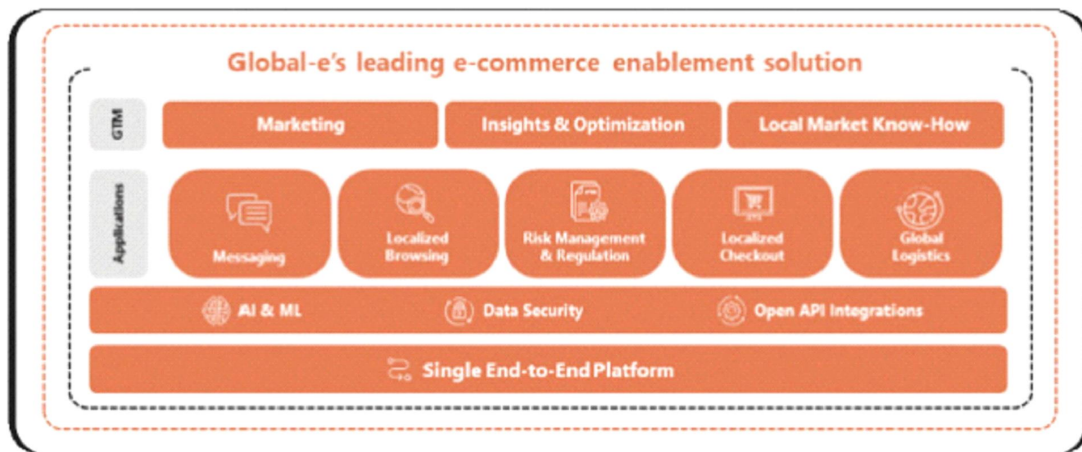 Global-e's leading e-commerce enablement solution
GTM
Marketing
Insights & Optimization
Local Market Know-How
Applications
Messaging
Localized
Browsing
Risk Management
& Regulation
Localized
Checkout
Global
Logistics
AI & ML
Data Security
Open API Integrations
Single End-to-End Platform